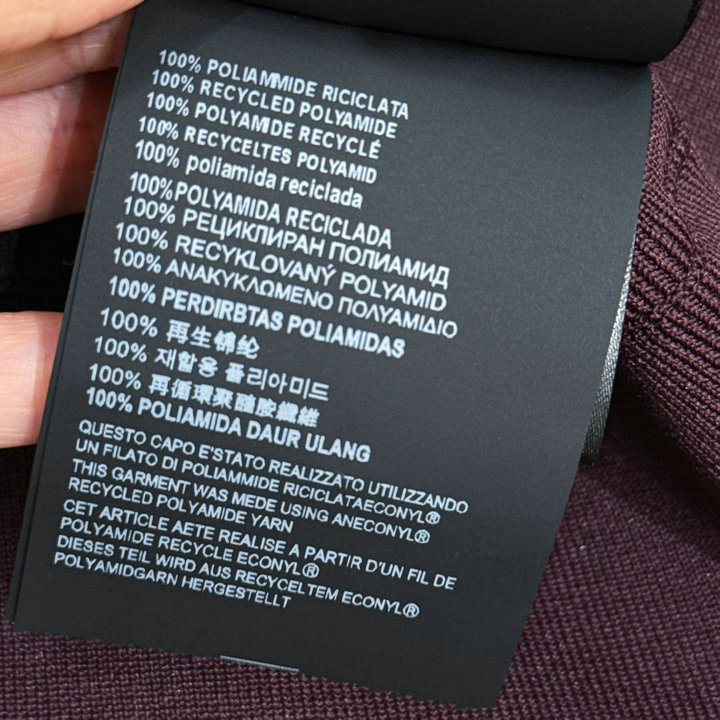 100% POLIAMMIDE RICICLATA
100% RECYCLED POLYAMIDE
100% POLYAMIDE RECYCLÉ
100% RECYCELTES POLYAMID
100% poliamida reciclada
100% POLYAMIDA RECICLADA
100% РЕЦИКЛИРАН ПОЛИАМИД
100% RECYKLOVANÝ POLYAMID
100% ΑΝΑΚΥΚΛΩΜΕΝΟ ΠΟΛΥΑΜΙΔΙΟ
100% PERDIRBTAS POLIAMIDAS
100% 再生锦纶
100% 재활용 폴리아미드
100% 再循環聚醯胺纖維
100% POLIAMIDA DAUR ULANG
QUESTO CAPO E'STATO REALIZZATO UTILIZZANDO
UN FILATO DI POLIAMMIDE RICICLATAECONYL®
THIS GARMENT WAS MEDE USING ANECONYL®
RECYCLED POLYAMIDE YARN
CET ARTICLE AETE REALISE A PARTIR D'UN FIL DE
POLYAMIDE RECYCLE ECONYL®
DIESES TEIL WIRD AUS RECYCELTEM ECONYL®
POLYAMIDGARN HERGESTELLT